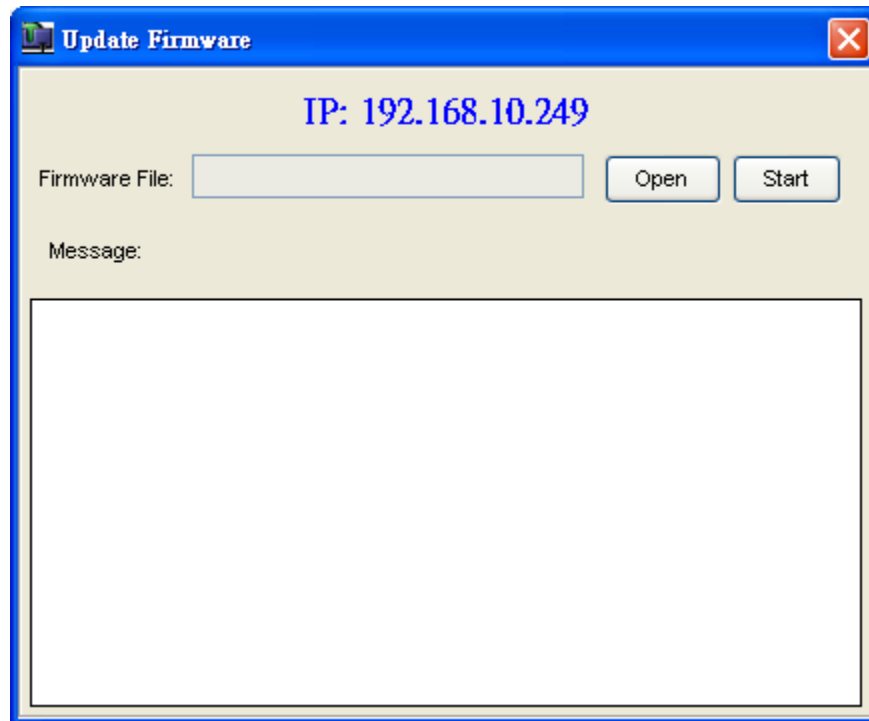 Update Firmware
IP: 192.168.10.249
Firmware File: Open Start
Message: